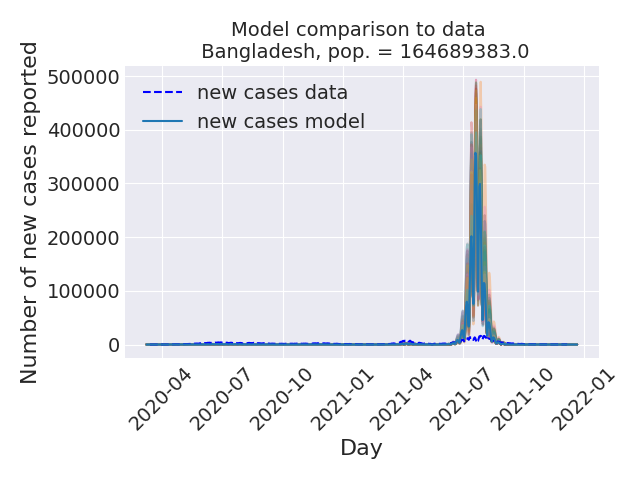 Model comparison to data
Bangladesh, pop. = 164689383.0
Number of new cases reported
500000
400000
300000
200000
100000
0
new cases data
new cases model
2020-04
2020-07
2020-10
2021-01
2021-04
2021-07
2021-10
2022-01
Day